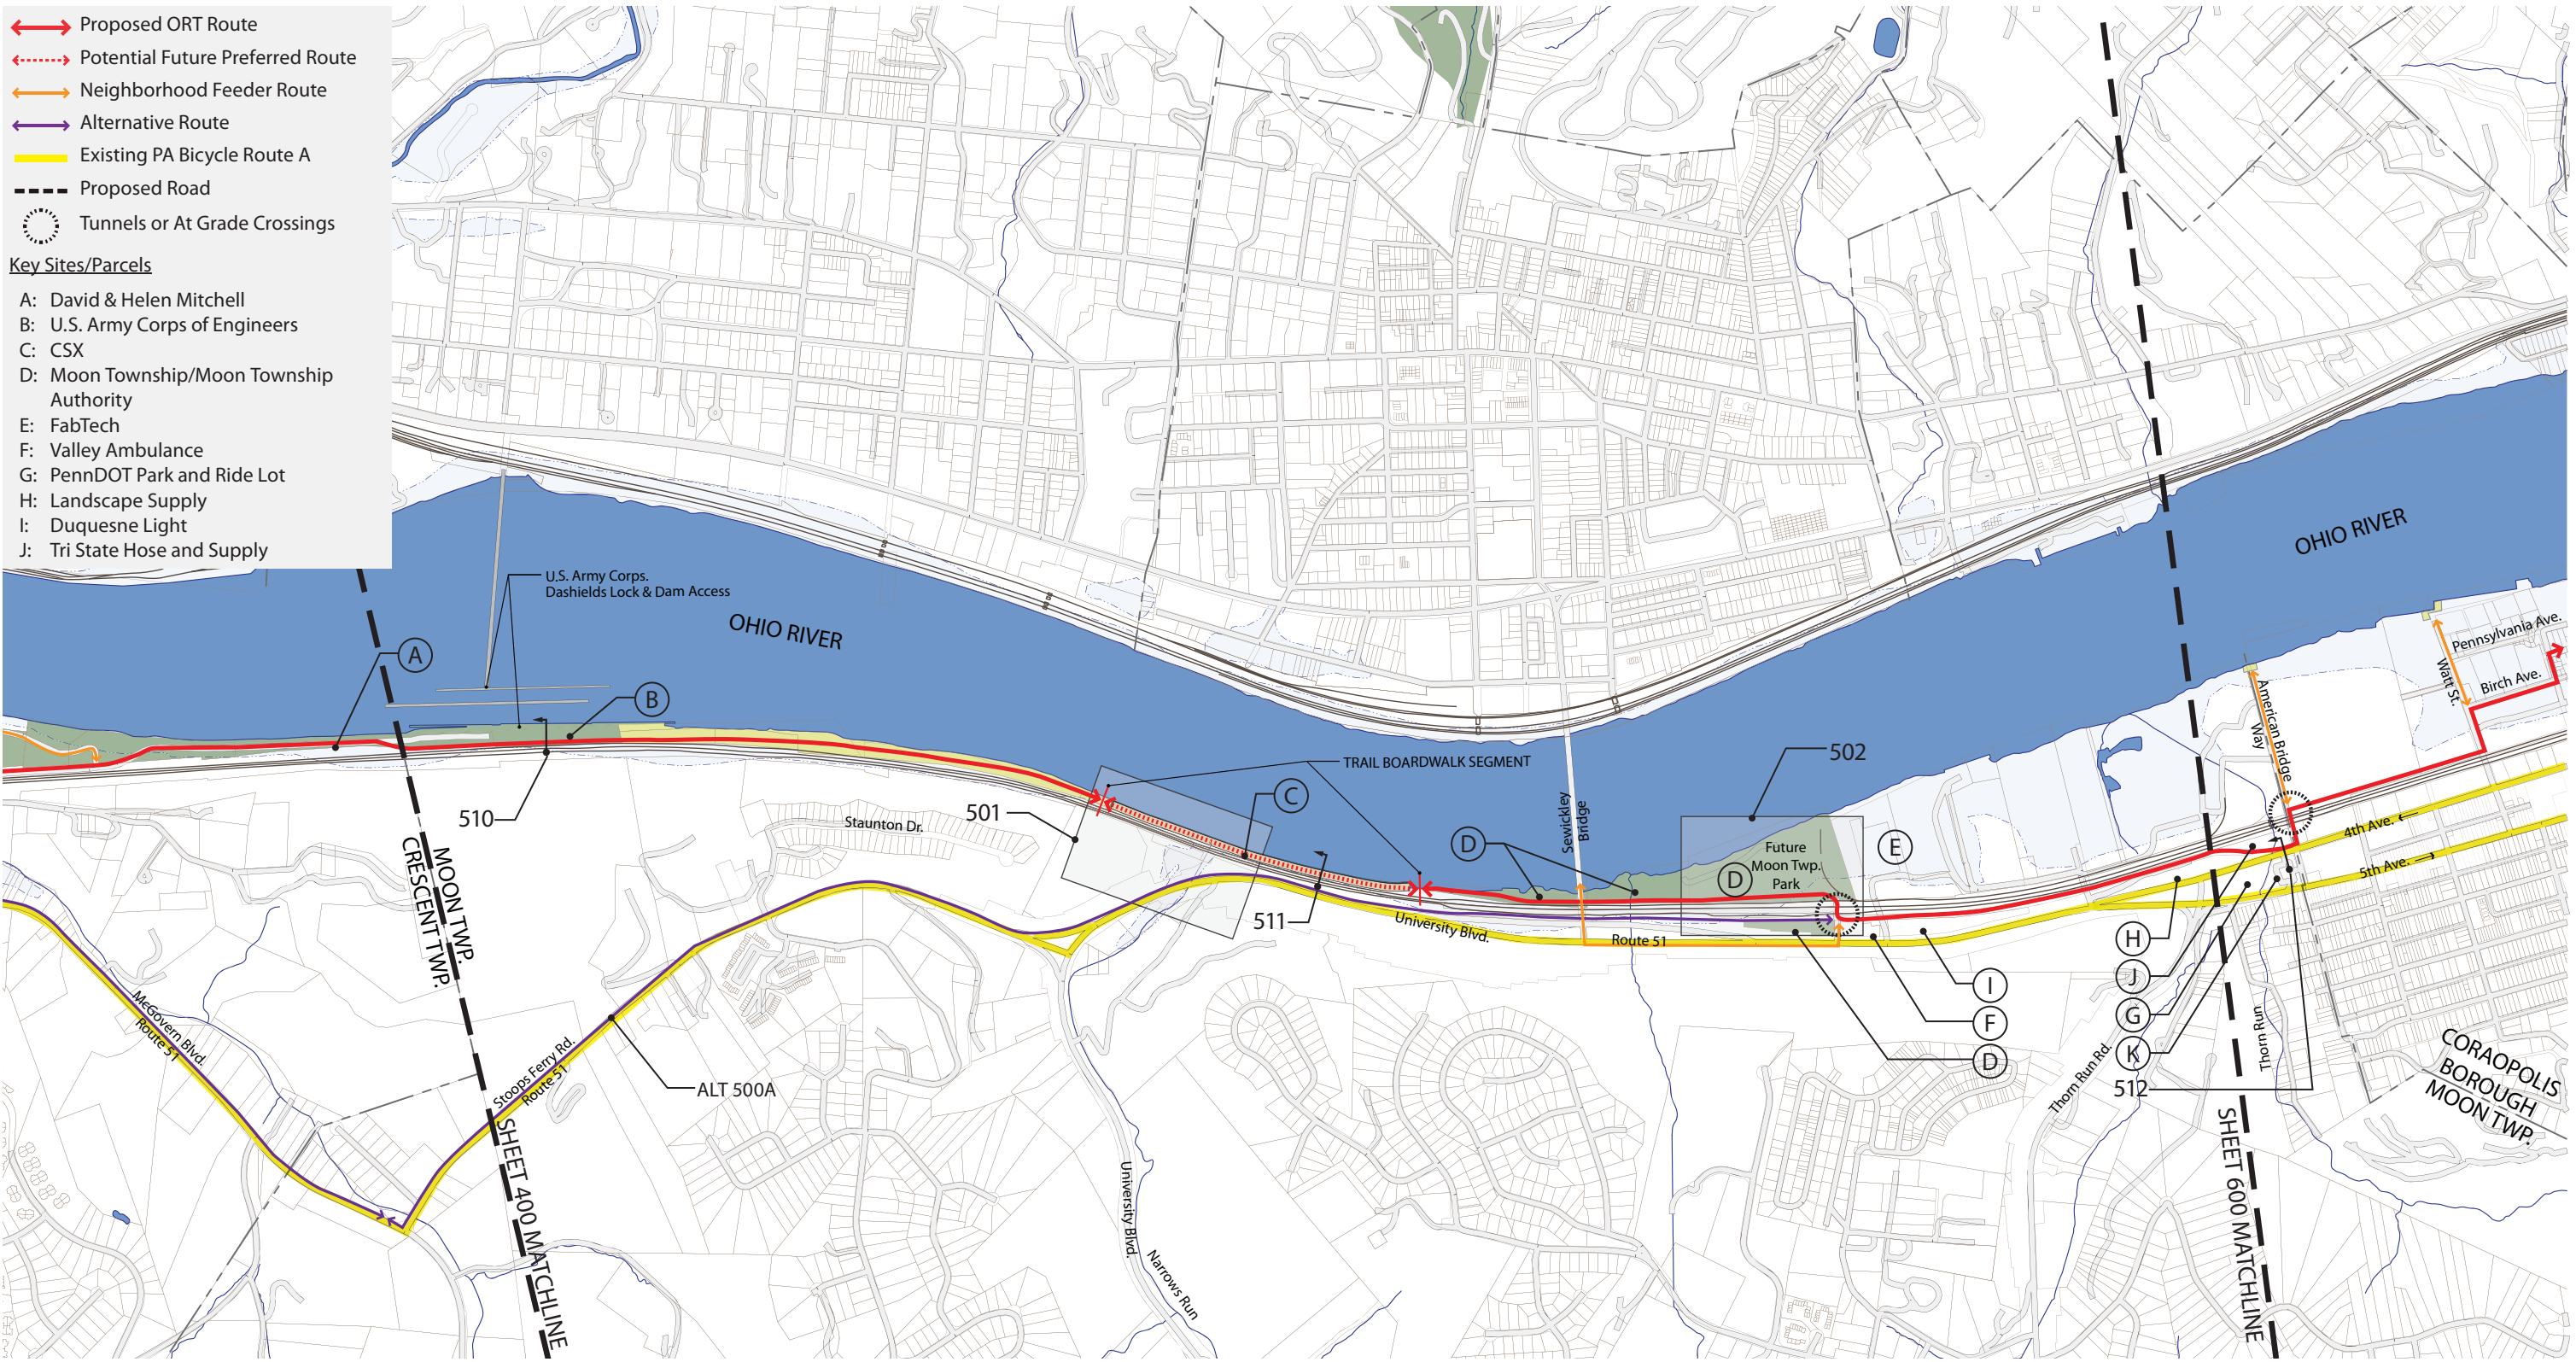 Proposed ORT Route
Potential Future Preferred Route
Neighborhood Feeder Route
Alternative Route
Existing PA Bicycle Route A
Proposed Road
Tunnels or At Grade Crossings
Key Sites/Parcels
A: David & Helen Mitchell
B: U.S. Army Corps of Engineers
C: CSX
D: Moon Township/Moon Township
Authority
E: FabTech
F: Valley Ambulance
G: PennDOT Park and Ride Lot
H: Landscape Supply
I: Duquesne Light
J: Tri State Hose and Supply
U.S. Army Corps.
Dashields Lock & Dam Access
OHIO RIVER
OHIO RIVER
A
B
510
CRESCENT TWP.
MOON TWP.
Staunton Dr.
501
C
TRAIL BOARDWALK SEGMENT
511
D
Sewickley
Bridge
502
Future
Moon Twp.
Park
D
E
University Blvd.
Route 51
American Bridge
Way
Watt St.
Pennsylvania Ave.
Birch Ave.
4th Ave.
5th Ave.
H
J
G
K
512
I
F
D
Thorn Run Rd.
Thorn Run
CORAOPOLIS
BOROUGH
MOON TWP.
McGovern Blvd.
Route 51
Stoops Ferry Rd.
Route 51
ALT 500A
University Blvd.
Narrows Run
SHEET 400 MATCHLINE
SHEET 600 MATCHLINE